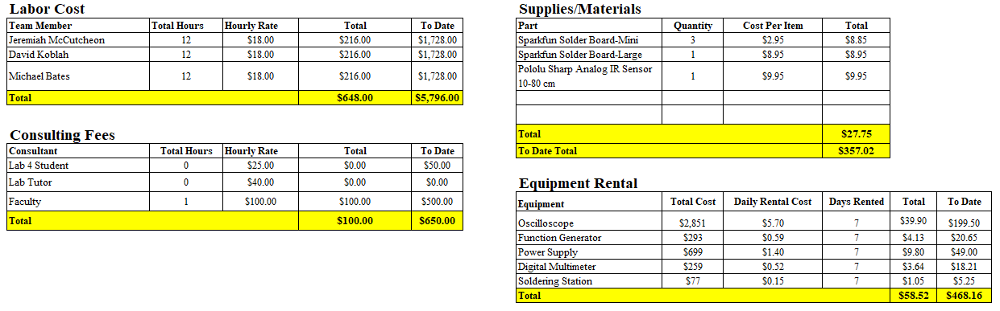 Labor Cost
Team Member Total Hours Hourly Rate Total To Date
Jeremiah McCutcheon 12 $18.00 $216.00 $1,728.00
David Koblah 12 $18.00 $216.00 $1,728.00
Michael Bates 12 $18.00 $216.00 $1,728.00
Total $648.00 $5,796.00
Consulting Fees
Consultant Total Hours Hourly Rate Total To Date
Lab 4 Student 0 $25.00 $0.00 $50.00
Lab Tutor 0 $40.00 $0.00 $0.00
Faculty 1 $100.00 $100.00 $500.00
Total $100.00 $650.00
Supplies/Materials
Part Quantity Cost Per Item Total
Sparkfun Solder Board-Mini 3 $2.95 $8.85
Sparkfun Solder Board-Large 1 $8.95 $8.95
Pololu Sharp Analog IR Sensor
10-80 cm 1 $9.95 $9.95
Total $27.75
To Date Total $357.02
Equipment Rental
Equipment Total Cost Daily Rental Cost Days Rented Total To Date
Oscilloscope $2,851 $5.70 7 $39.90 $199.50
Function Generator $293 $0.59 7 $4.13 $20.65
Power Supply $699 $1.40 7 $9.80 $49.00
Digital Multimeter $259 $0.52 7 $3.64 $18.21
Soldering Station $77 $0.15 7 $1.05 $5.25
Total $58.52 $468.16